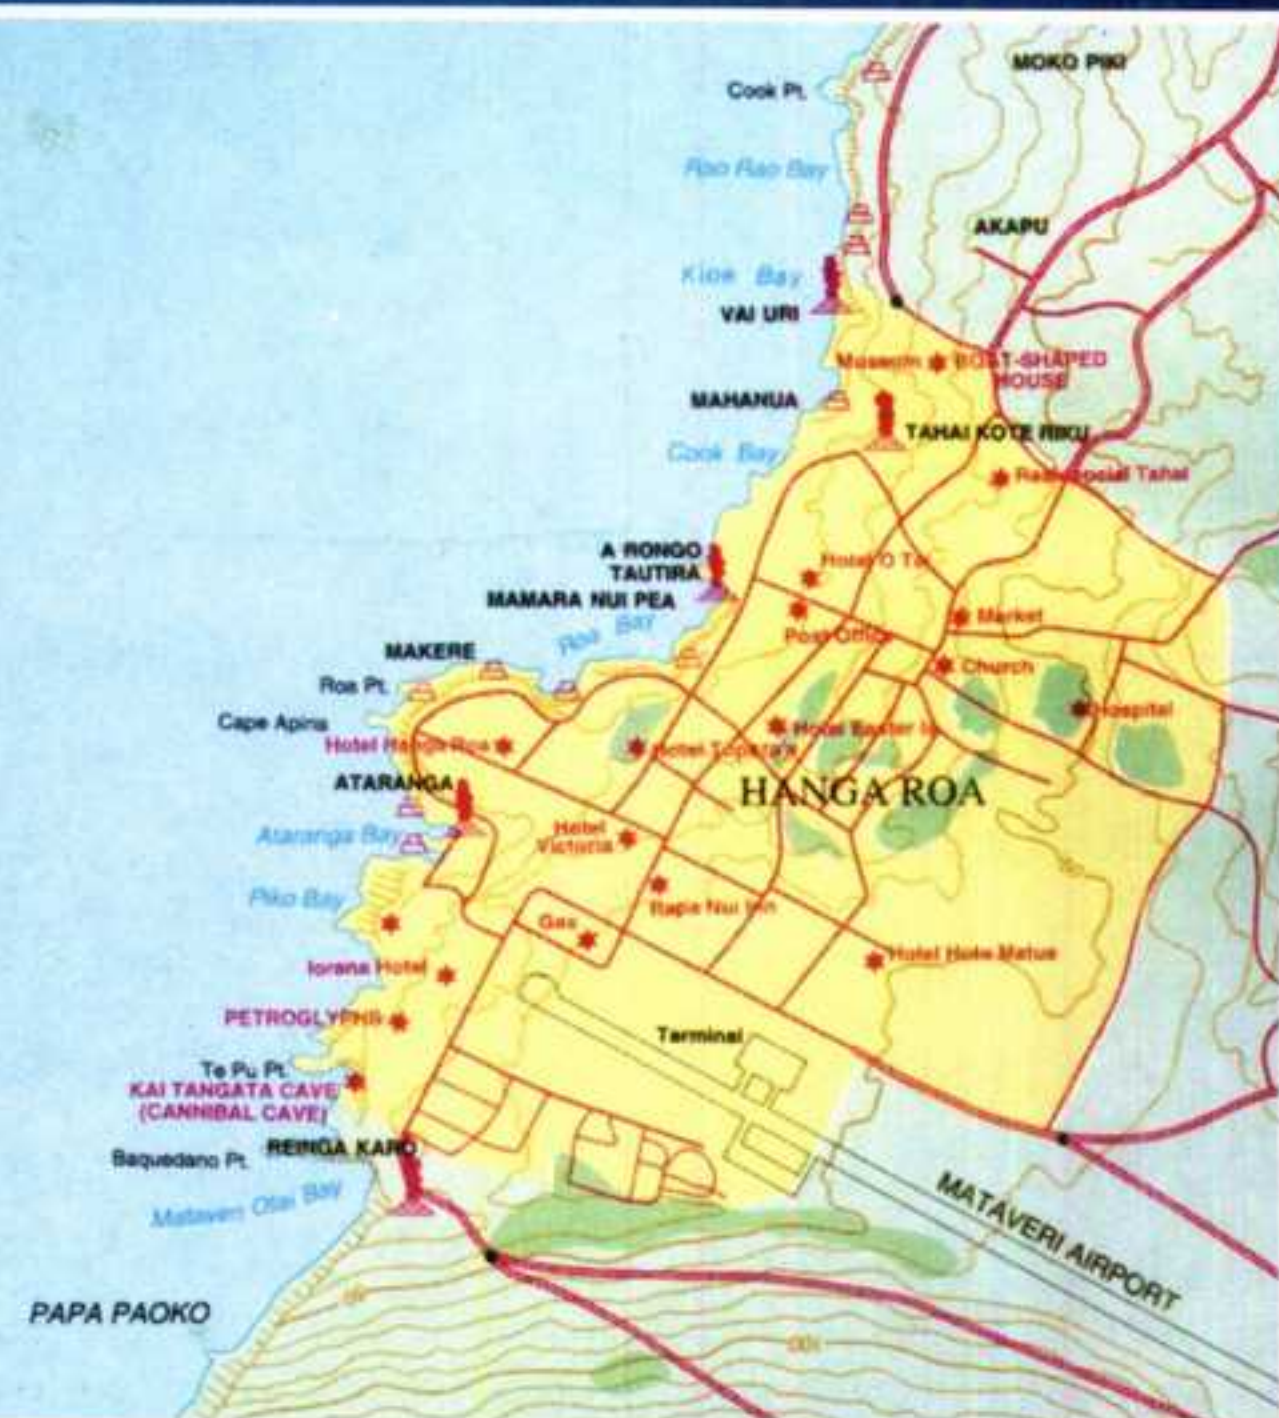 MOKO PIKI
Cook Pt.
Rao Rao Bay
AKAPU
Kioe Bay
VAI URI
Museum
BOAT-SHAPED
HOUSE
MAHANUA
TAHAI KOTE RIKU
Cook Bay
Tahai
A RONGO
TAUTIRA
Hotel O Tai
MAMARA NUI PEA
Market
Roa Bay
Post Office
MAKERE
Church
Roa Pt.
Hospital
Cape Apina
Hotel Easter Is
Hotel Hanga Roa
Hotel Topara'a
ATARANGA
HANGA ROA
Ataranga Bay
Hotel
Victoria
Piko Bay
Rapa Nui Inn
Gas
Hotel Hotu Matua
Iorana Hotel
PETROGLYPHS
Terminal
Te Pu Pt.
KAI TANGATA CAVE
(CANNIBAL CAVE)
REINGA KARO
Baquedano Pt.
Mataveri Otai Bay
MATAVERI AIRPORT
PAPA PAOKO
100